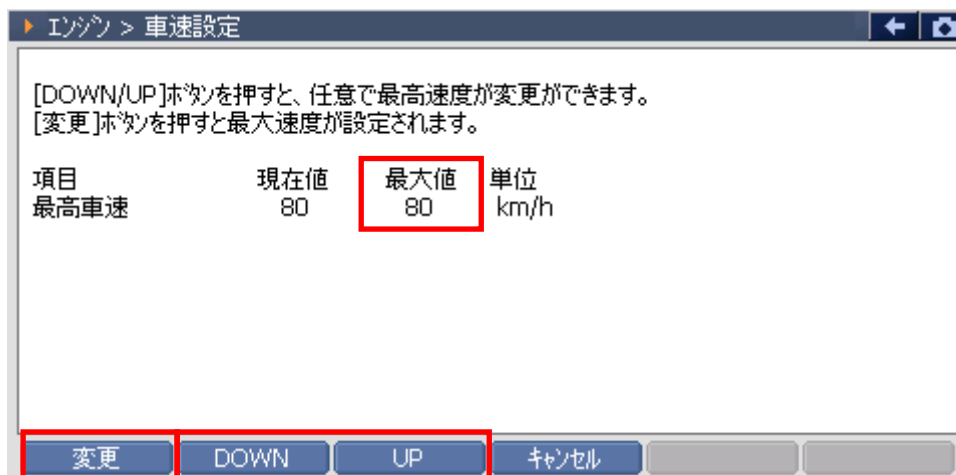 エンジン > 車速設定
[DOWN/UP]ボタンを押すと、任意で最高速度が変更ができます。
[変更]ボタンを押すと最大速度が設定されます。
項目 現在値 最大値 単位
最高車速 80 80 km/h
変更 DOWN UP キャンセル